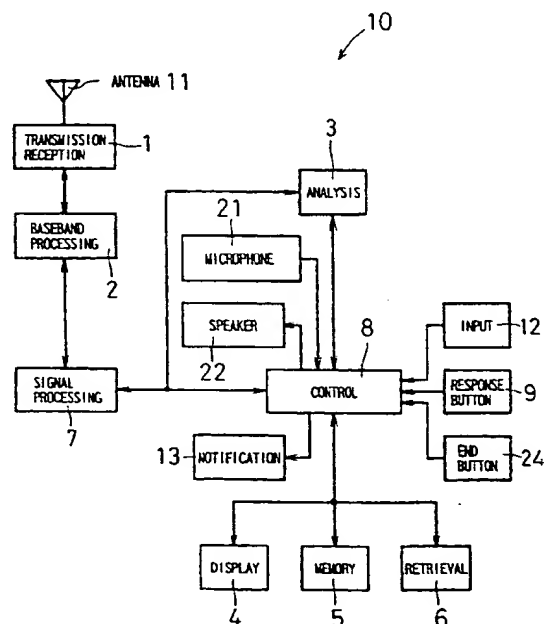 10
ANTENNA 11
TRANSMISSION
RECEPTION
1
3
ANALYSIS
BASEBAND
PROCESSING
2
21
MICROPHONE
SPEAKER
22
8
CONTROL
INPUT
12
RESPONSE
BUTTON
9
SIGNAL
PROCESSING
7
13
NOTIFICATION
END
BUTTON
24
DISPLAY
MEMORY
RETRIEVAL
4
5
6